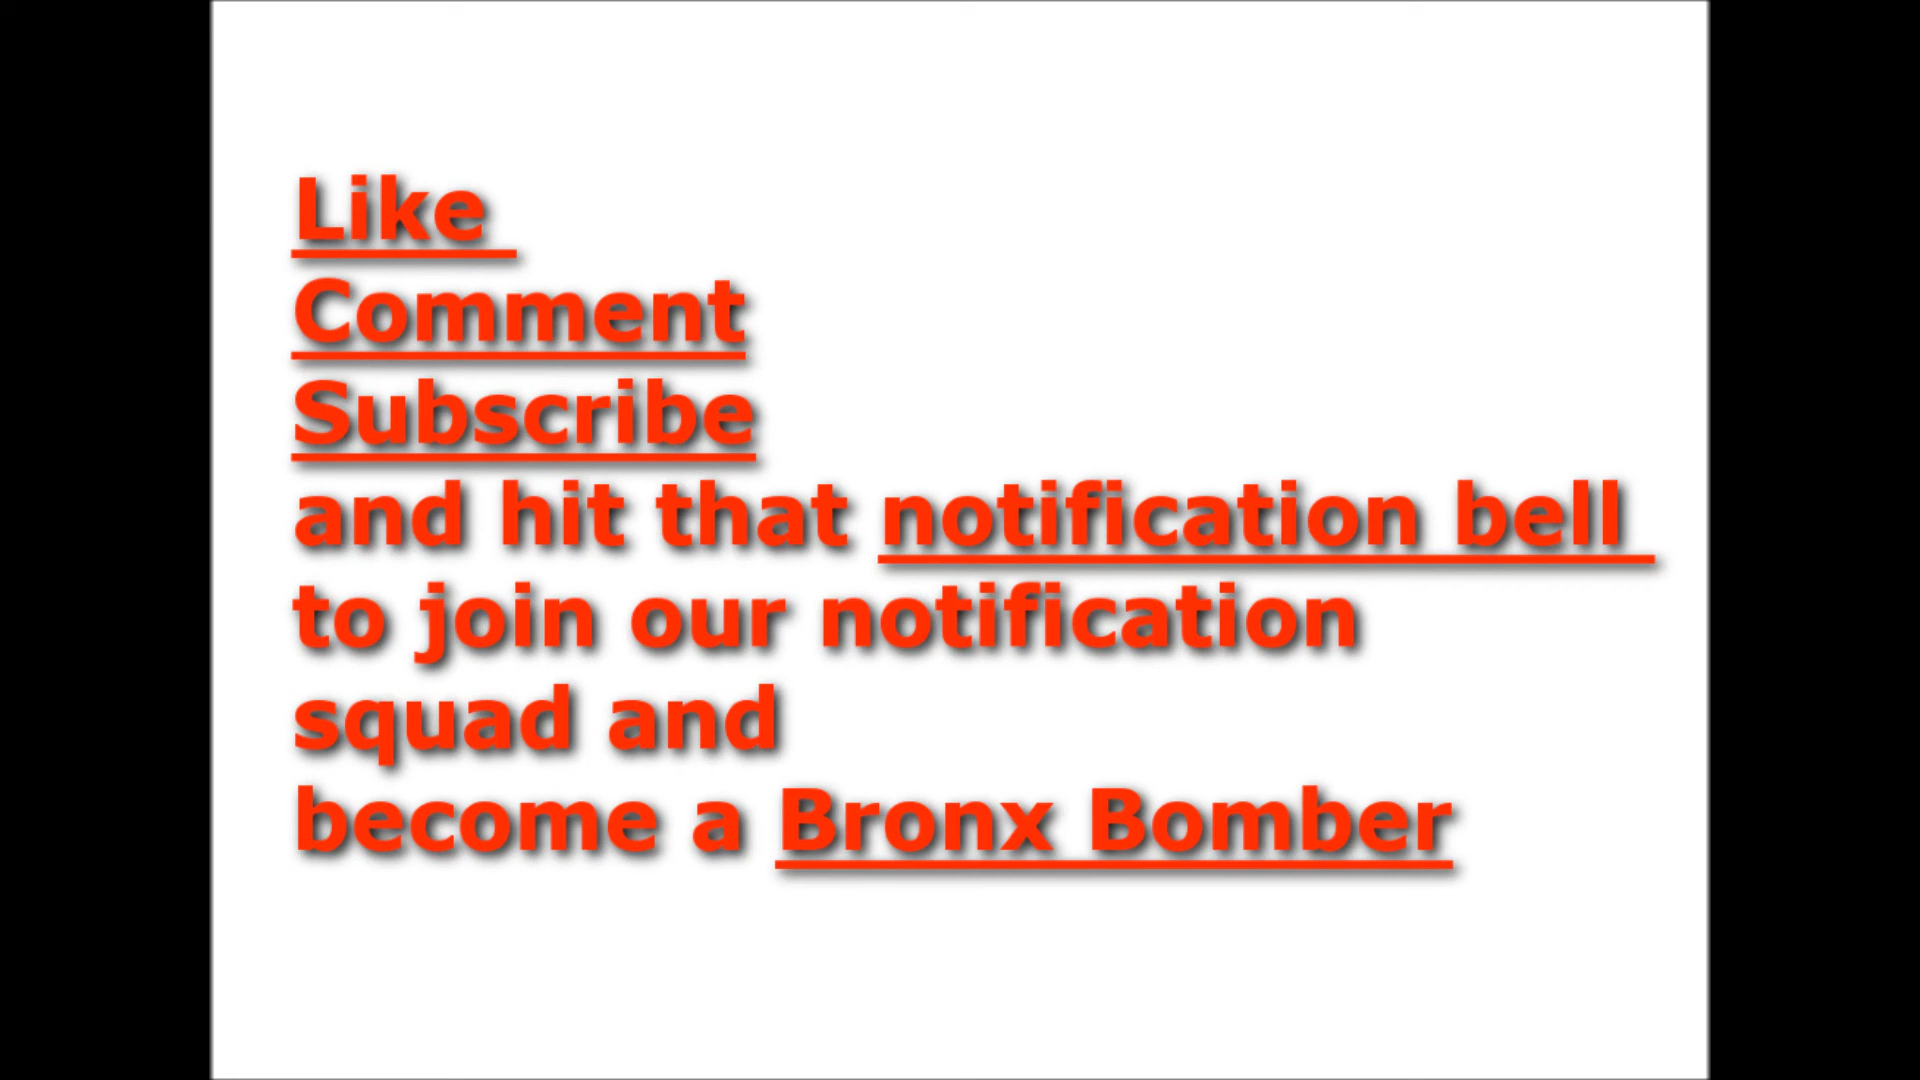 Like
Comment
Subscribe
and hit that notification bell
to join our notification
squad and
become a Bronx Bomber